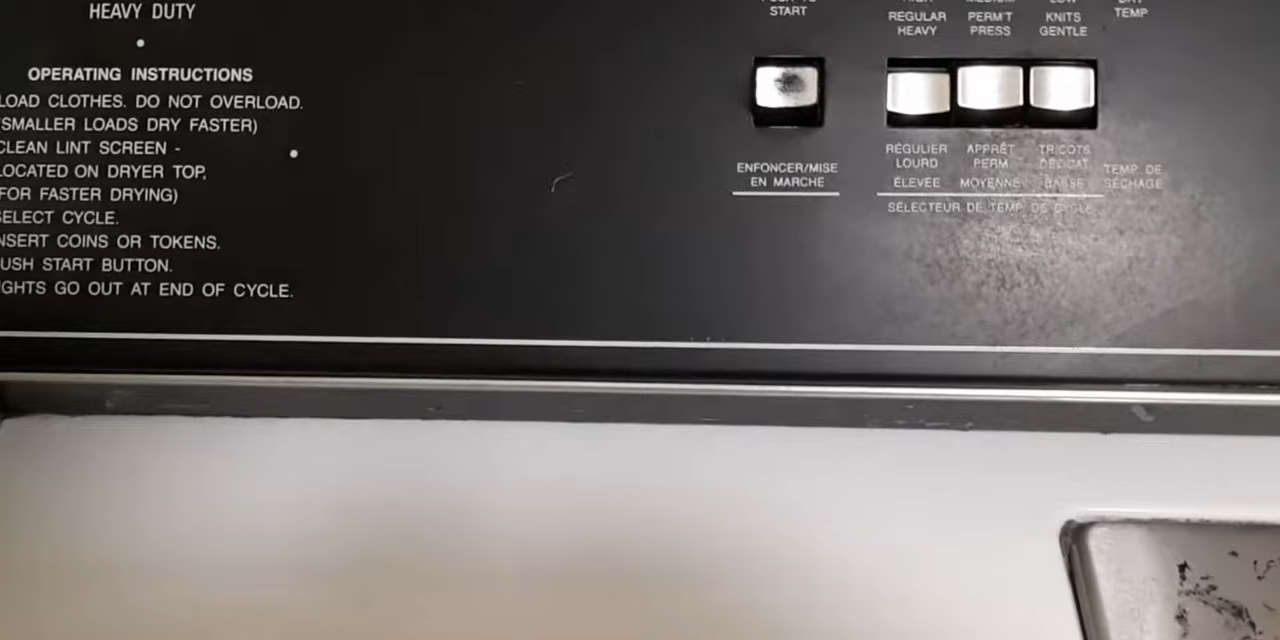 HEAVY DUTY
OPERATING INSTRUCTIONS
LOAD CLOTHES. DO NOT OVERLOAD.
(SMALLER LOADS DRY FASTER)
CLEAN LINT SCREEN -
LOCATED ON DRYER TOP,
FOR FASTER DRYING)
SELECT CYCLE.
NSERT COINS OR TOKENS.
USH START BUTTON.
IGHTS GO OUT AT END OF CYCLE.
START
ENFONCER/MISE
EN MARCHE
REGULAR
HEAVY
PERM'T
PRESS
KNITS
GENTLE
TEMP
RÉGULIER
LOURD
ÉLEVÉE
APPRÊT
PERM
MOYENNE
TRICOTS
DÉLICAT
BASSE
TEMP DE
SÉCHAGE
SÉLECTEUR DE TEMP DE CYCLE